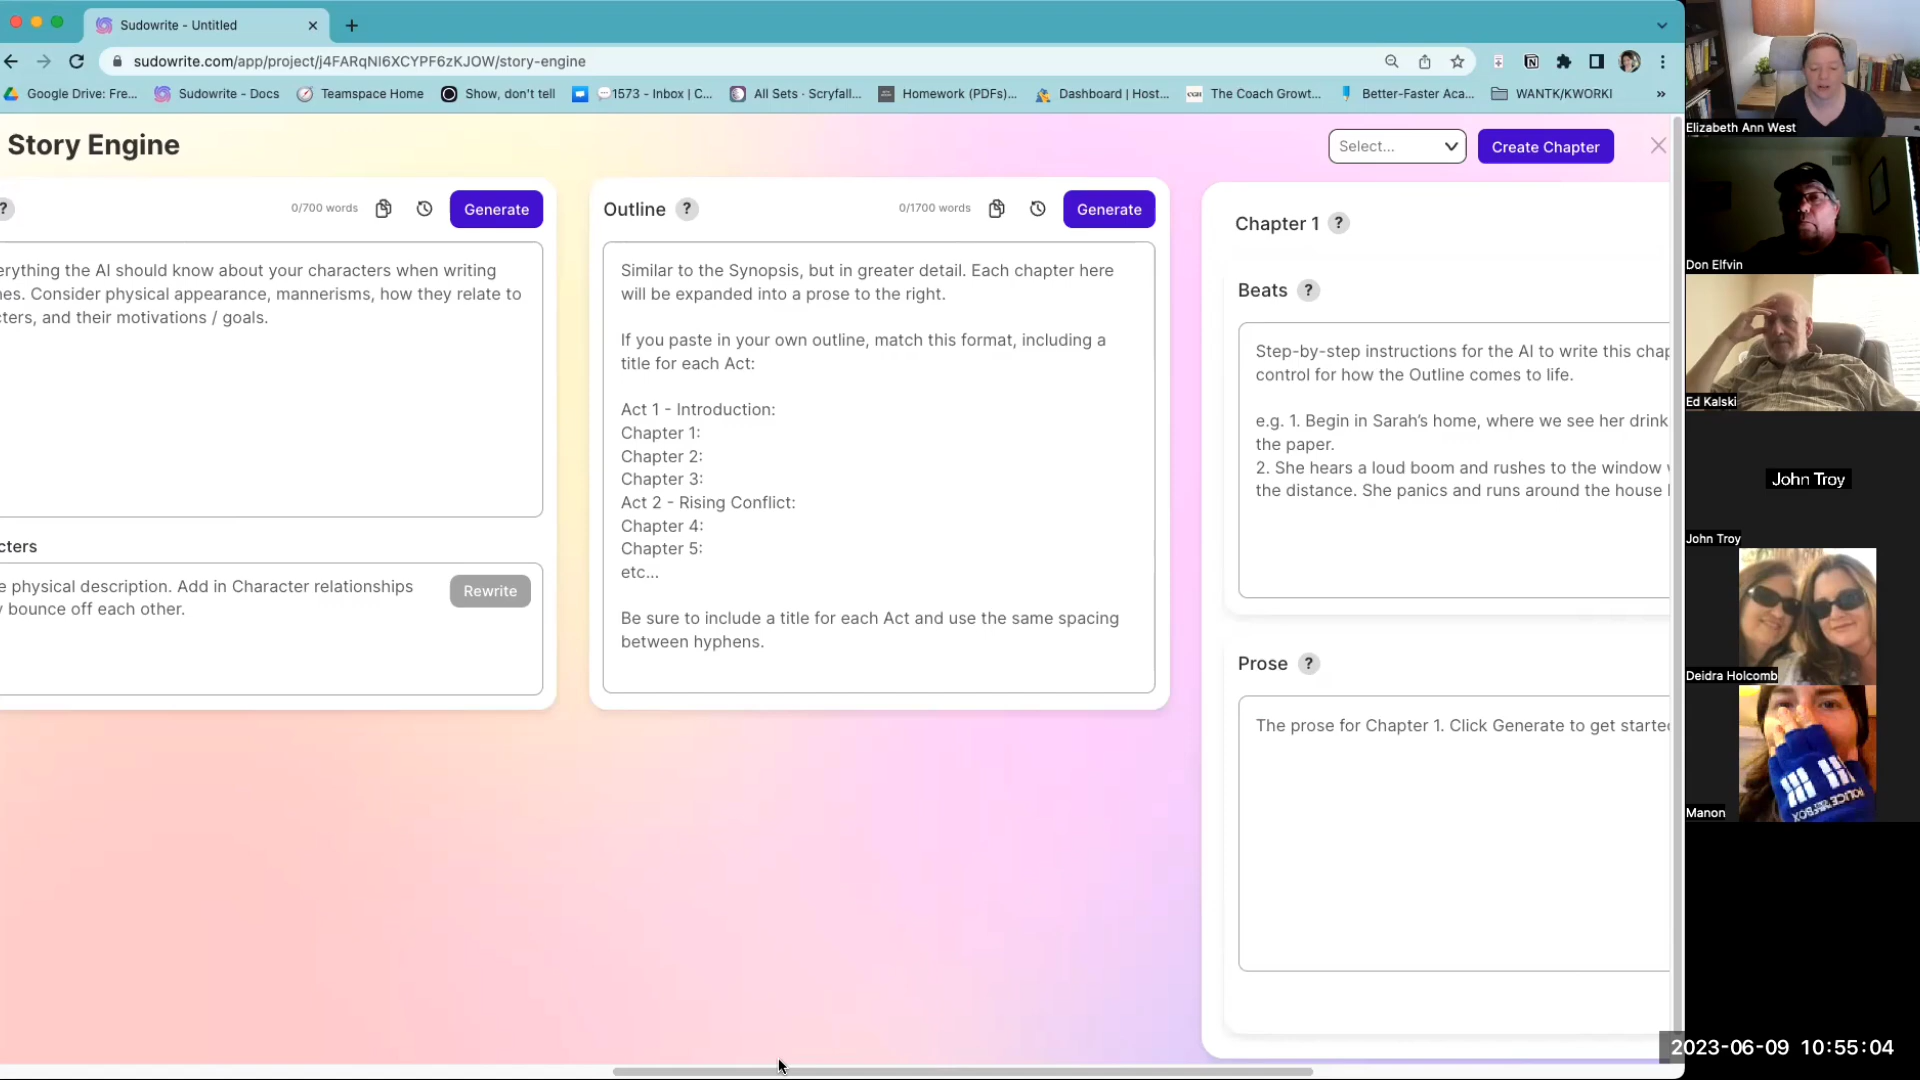 Sudowrite - Untitled
sudowrite.com/app/project/j4FARqNI6XCYPF6zKJOW/story-engine
Google Drive: Fre...
Sudowrite - Docs
Teamspace Home
Show, don't tell
1573 - Inbox | C...
All Sets · Scryfall...
Homework (PDFs)...
Dashboard | Host...
The Coach Growt...
Better-Faster Aca...
WANTK/KWORKI
»
Story Engine
Select...
Create Chapter
?
0/700 words
Generate
erything the AI should know about your characters when writing
nes. Consider physical appearance, mannerisms, how they relate to
cters, and their motivations / goals.
cters
e physical description. Add in Character relationships
y bounce off each other.
Rewrite
Outline ?
0/1700 words
Generate
Similar to the Synopsis, but in greater detail. Each chapter here
will be expanded into a prose to the right.
If you paste in your own outline, match this format, including a
title for each Act:
Act 1 - Introduction:
Chapter 1:
Chapter 2:
Chapter 3:
Act 2 - Rising Conflict:
Chapter 4:
Chapter 5:
etc...
Be sure to include a title for each Act and use the same spacing
between hyphens.
Chapter 1 ?
Beats ?
Step-by-step instructions for the AI to write this chap
control for how the Outline comes to life.
e.g. 1. Begin in Sarah's home, where we see her drink
the paper.
2. She hears a loud boom and rushes to the window
the distance. She panics and runs around the house
Prose ?
The prose for Chapter 1. Click Generate to get starte
Elizabeth Ann West
Don Elfvin
Ed Kalski
John Troy
John Troy
Deidra Holcomb
POLICE BOX
Manon
2023-06-09 10:55:04